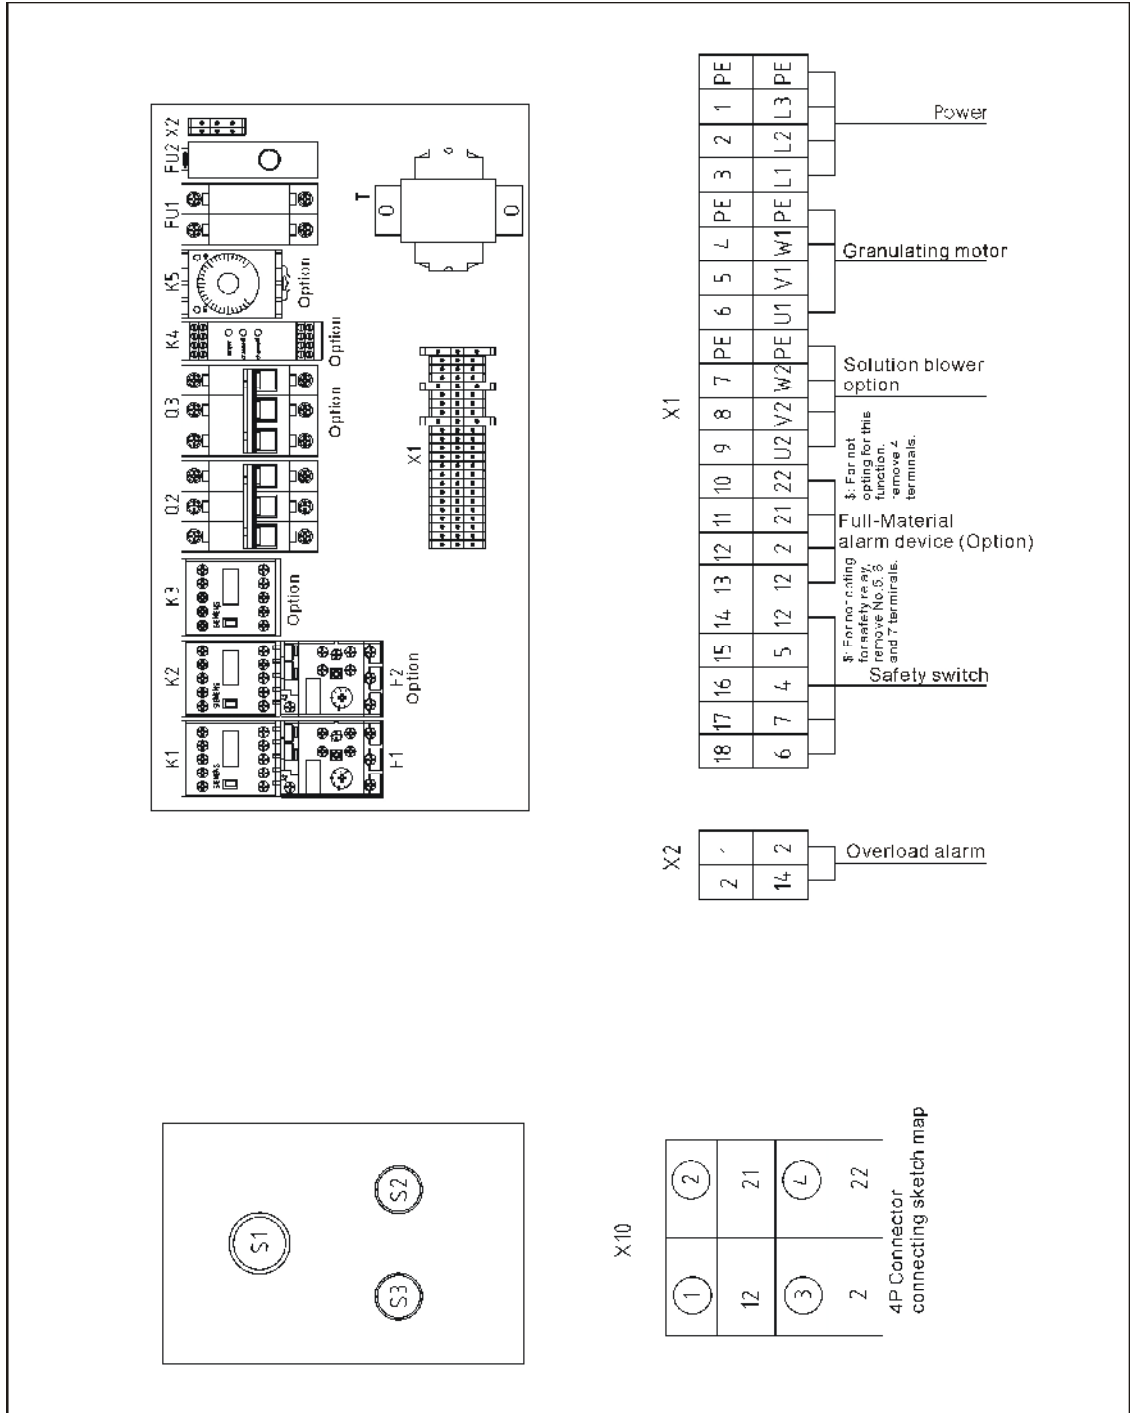 X2
FU2
FU1
K5
Option
K4
Option
Q3
Option
Q2
K3
Option
K2
F2
Option
K1
F1
SIEMENS
SIEMENS
SIEMENS
T
X1
X1
PE PE
1 L3
2 L2
3 L1
PE PE
4 W1
5 V1
6 U1
PE PE
7 W2
8 V2
9 U2
10 22
11 21
12 2
13 12
14 12
15 5
16 4
17 7
18 6
Power
Granulating motor
Solution blower
option
$: For not
opting for this
function,
remove 4
terminals.
Full-Material
alarm device (Option)
$: For not opting
for safety relay,
remove No.5, 6
and 7 terminals.
Safety switch
X2
2
2 14
Overload alarm
S1
S2
S3
X10
1 2
12 21
3 4
2 22
4P Connector
connecting sketch map